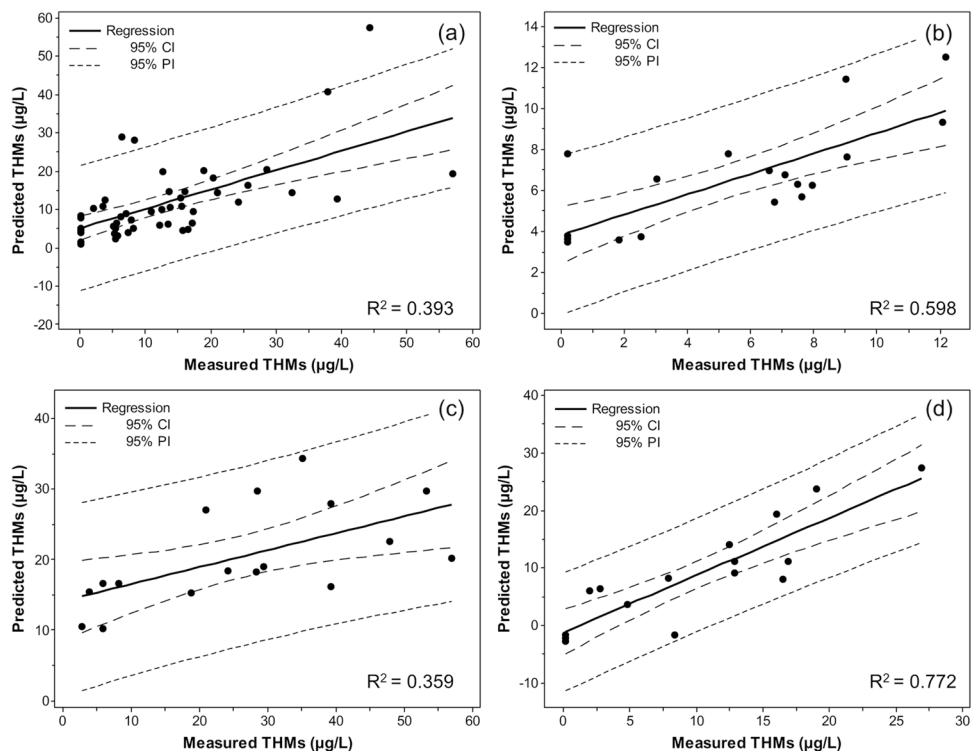 60
50
40
30
20
10
0
-10
-20
Predicted THMs (µg/L)
Regression
95% CI
95% PI
(a)
R² = 0.393
0 10 20 30 40 50 60
Measured THMs (µg/L)
14
12
10
8
6
4
2
0
Predicted THMs (µg/L)
Regression
95% CI
95% PI
(b)
R² = 0.598
0 2 4 6 8 10 12
Measured THMs (µg/L)
40
30
20
10
0
Predicted THMs (µg/L)
Regression
95% CI
95% PI
(c)
R² = 0.359
0 10 20 30 40 50 60
Measured THMs (µg/L)
40
30
20
10
0
-10
Predicted THMs (µg/L)
Regression
95% CI
95% PI
(d)
R² = 0.772
0 5 10 15 20 25 30
Measured THMs (µg/L)